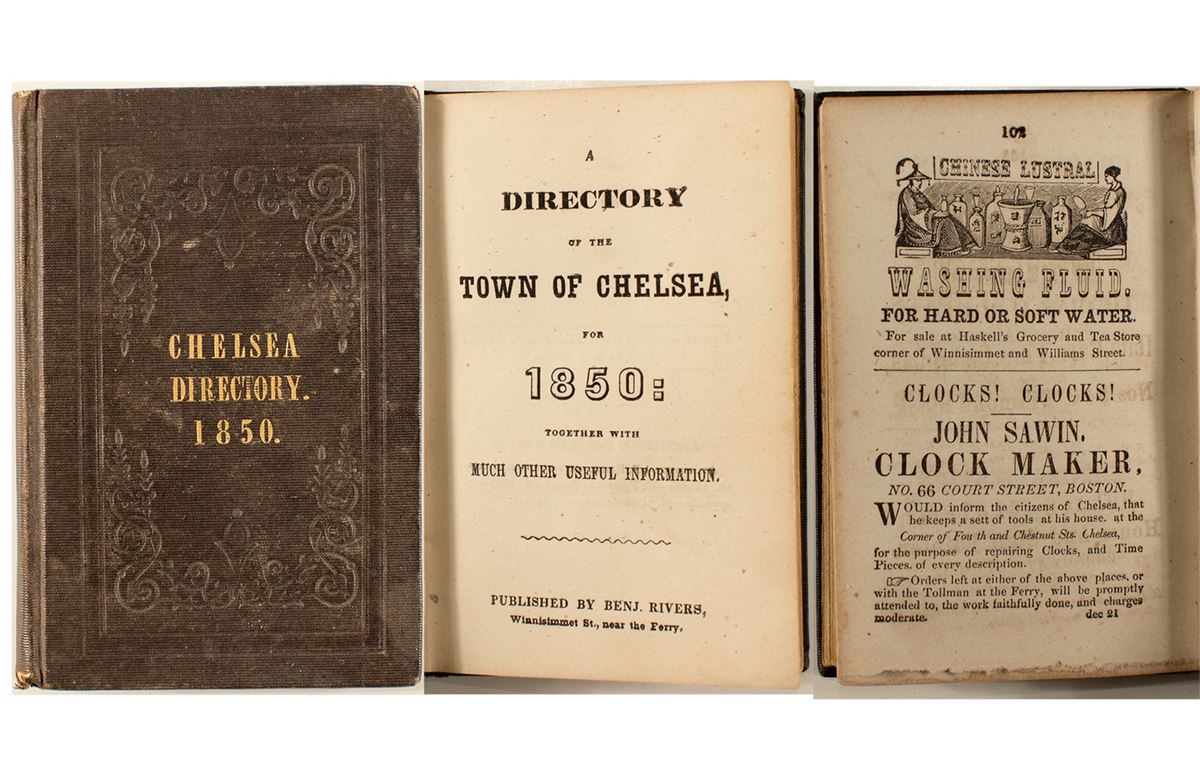 CHELSEA
DIRECTORY.
1850.
A
DIRECTORY
OF THE
TOWN OF CHELSEA,
FOR
1850:
TOGETHER WITH
MUCH OTHER USEFUL INFORMATION.
PUBLISHED BY BENJ. RIVERS,
Winnisimmet St., near the Ferry.
102
CHINESE LUSTRAL
WASHING FLUID.
FOR HARD OR SOFT WATER.
For sale at Haskell's Grocery and Tea Store
corner of Winnisimmet and Williams Street.
CLOCKS! CLOCKS!
JOHN SAWIN.
CLOCK MAKER,
NO. 66 COURT STREET, BOSTON.
WOULD inform the citizens of Chelsea, that
he keeps a sett of tools at his house. at the
Corner of Fou th and Chestnut Sts. Chelsea,
for the purpose of repairing Clocks, and Time
Pieces. of every description.
☞Orders left at either of the above places, or
with the Tollman at the Ferry, will be promptly
attended to, the work faithfully done, and charges
moderate. dec 21